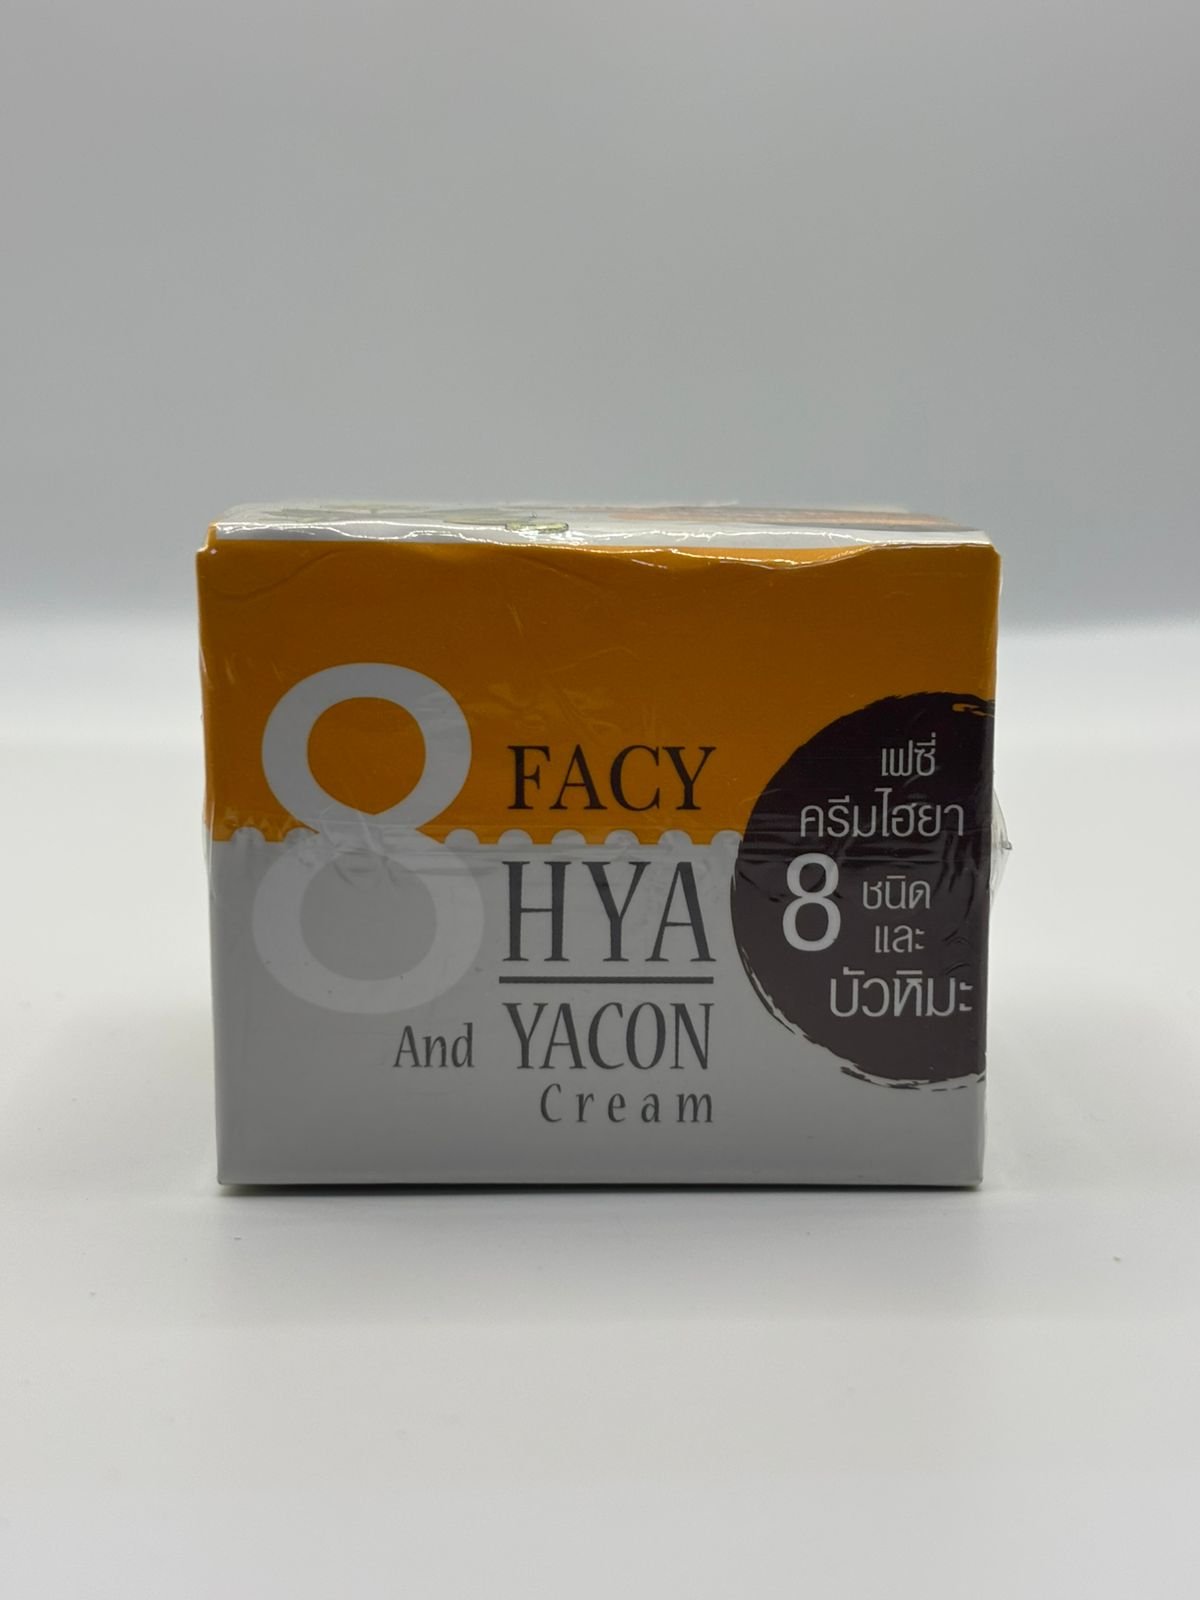 8 FACY
HYA
And YACON
Cream
เฟซี่
ครีมไฮยา
8 ชนิด
และ
บัวหิมะ